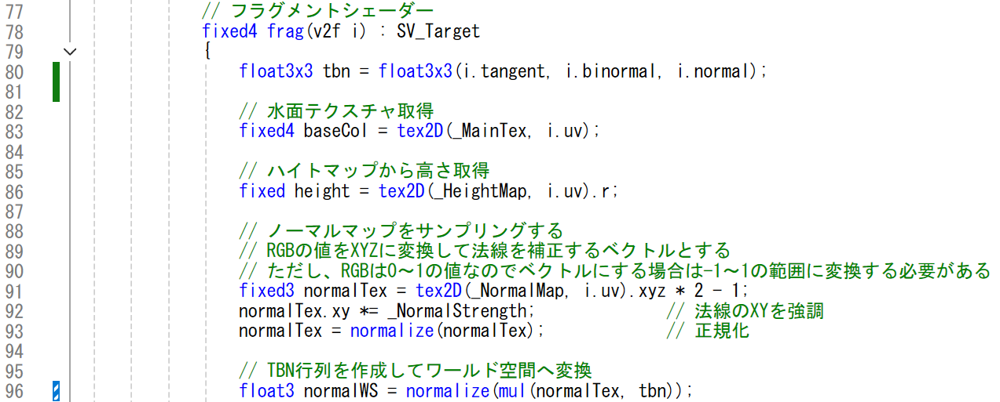 77 // フラグメントシェーダー
78 fixed4 frag(v2f i) : SV_Target
79 {
80 float3x3 tbn = float3x3(i.tangent, i.binormal, i.normal);
81
82 // 水面テクスチャ取得
83 fixed4 baseCol = tex2D(_MainTex, i.uv);
84
85 // ハイトマップから高さ取得
86 fixed height = tex2D(_HeightMap, i.uv).r;
87
88 // ノーマルマップをサンプリングする
89 // RGBの値をXYZに変換して法線を補正するベクトルとする
90 // ただし、RGBは0～1の値なのでベクトルにする場合は-1～1の範囲に変換する必要がある
91 fixed3 normalTex = tex2D(_NormalMap, i.uv).xyz * 2 - 1;
92 normalTex.xy *= _NormalStrength; // 法線のXYを強調
93 normalTex = normalize(normalTex); // 正規化
94
95 // TBN行列を作成してワールド空間へ変換
96 float3 normalWS = normalize(mul(normalTex, tbn));